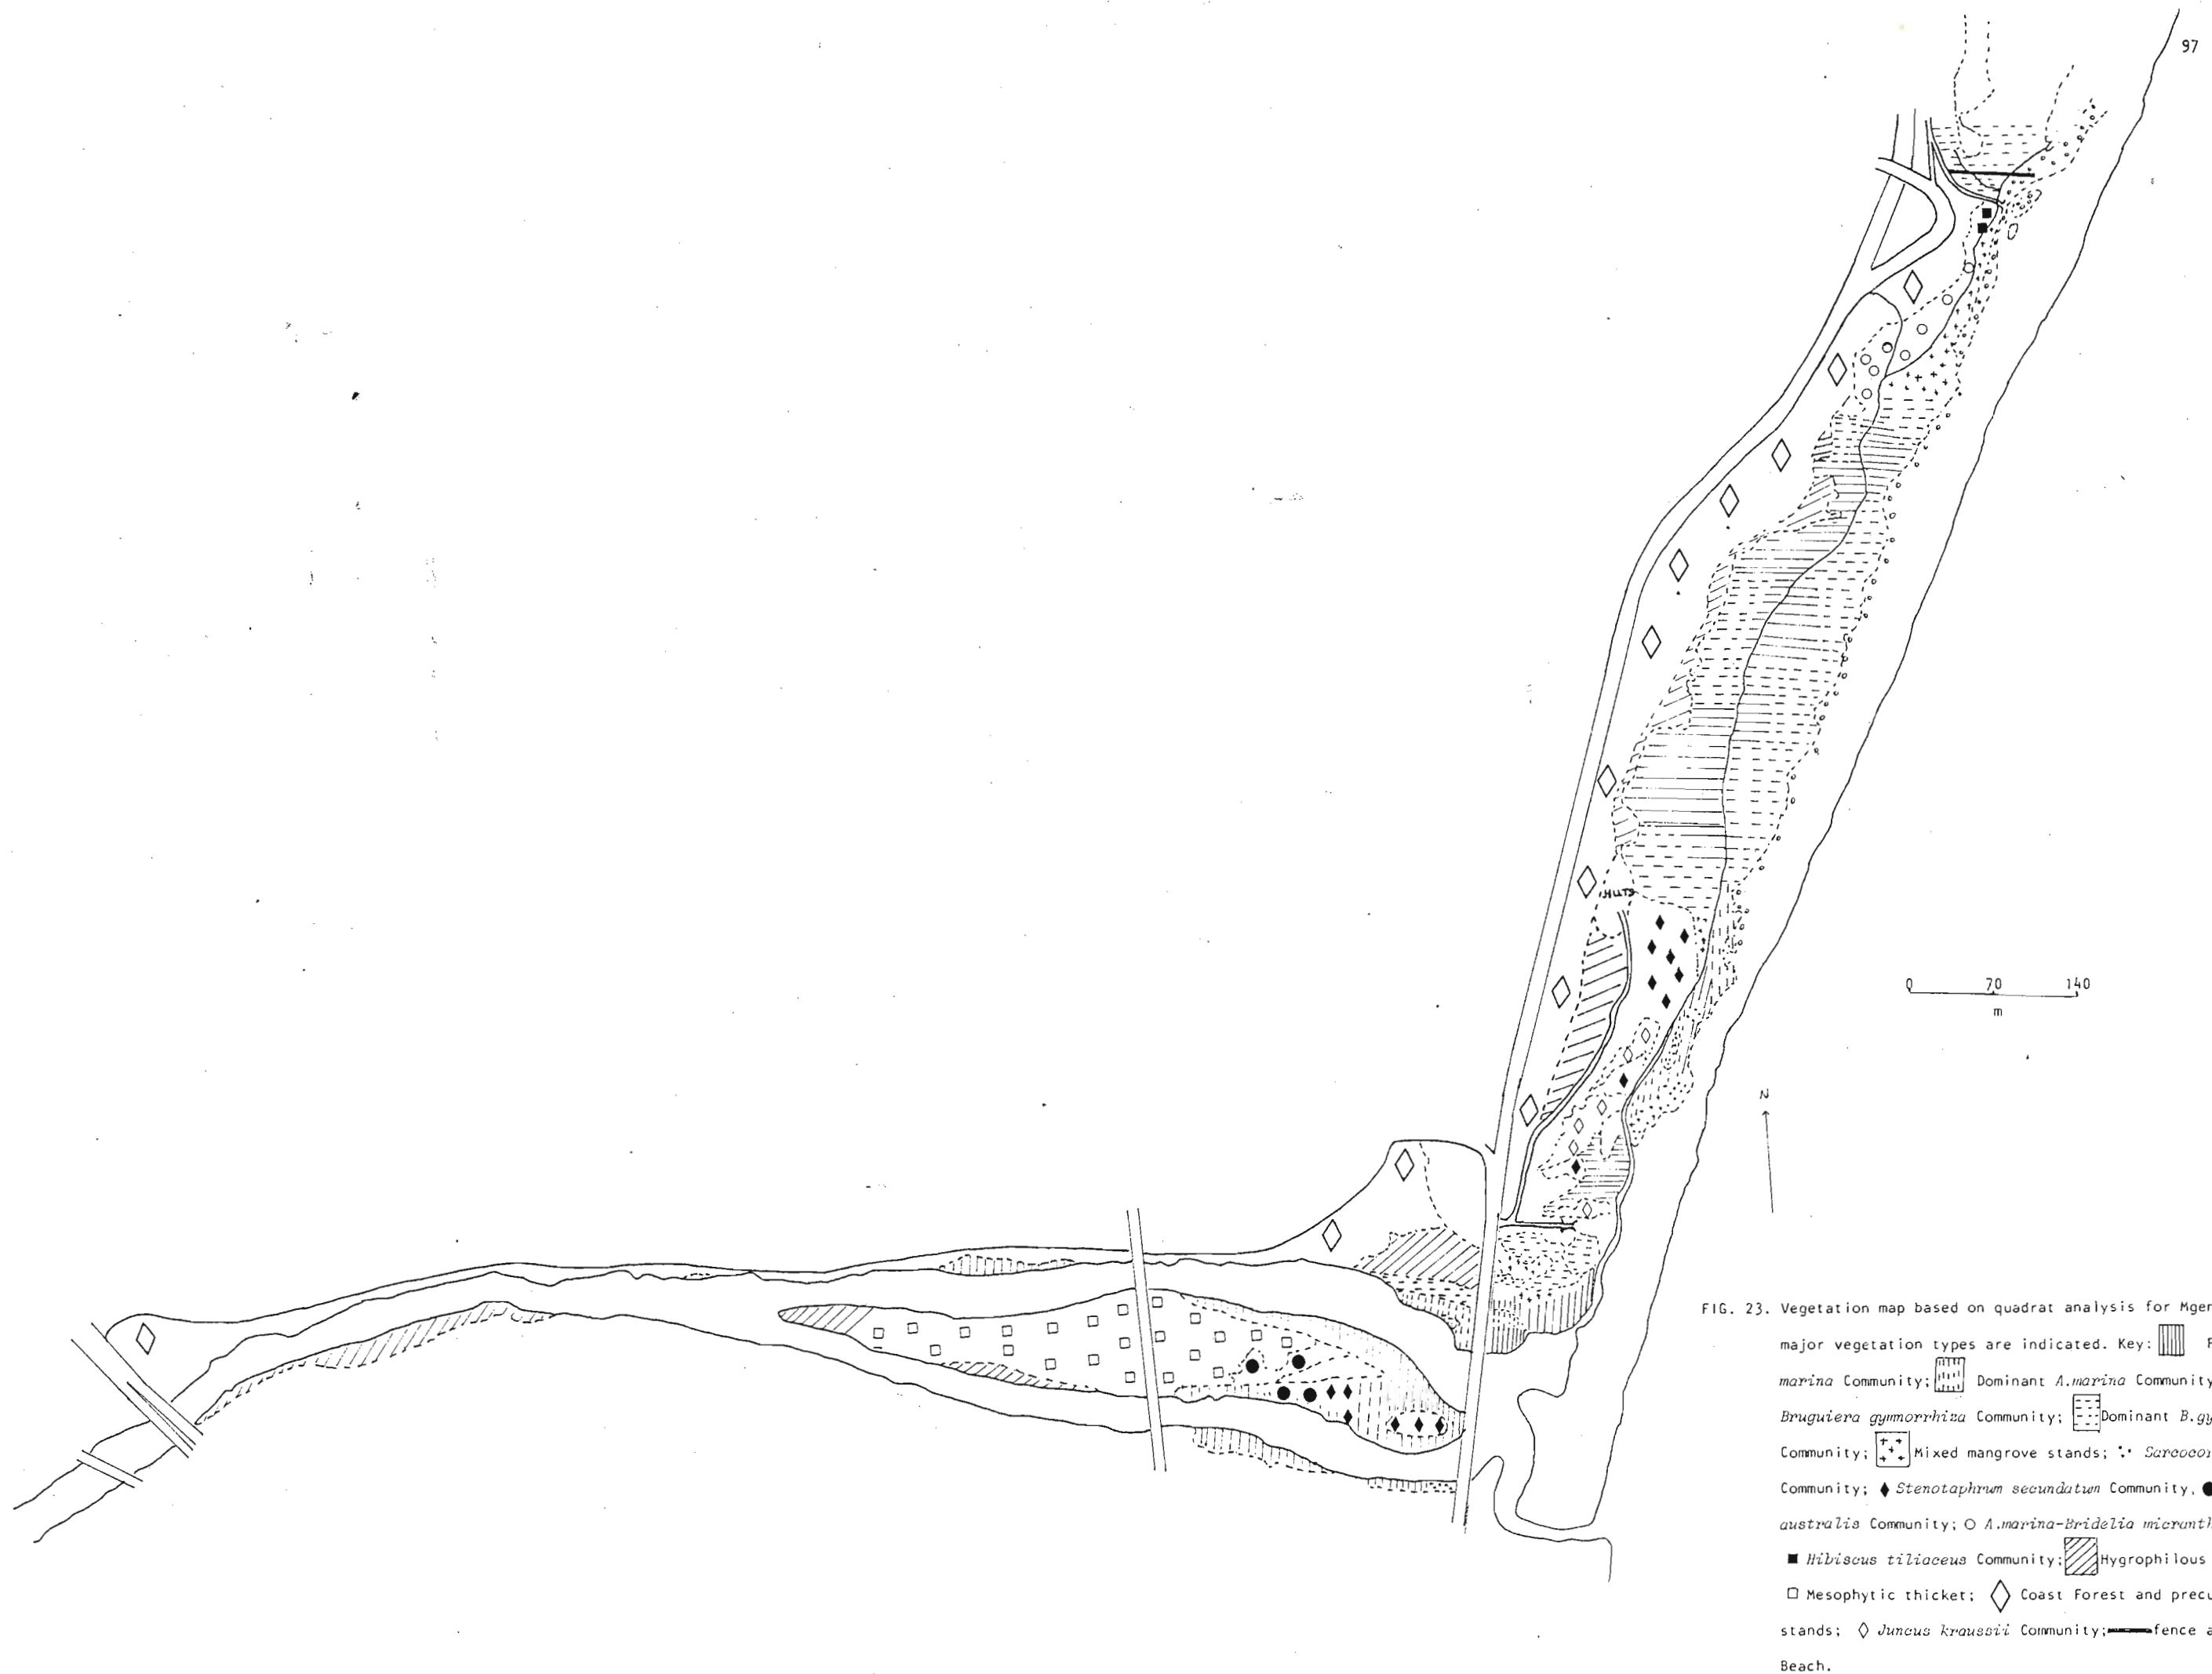 97
HUTS
0 70 140
m
N
FIG. 23. Vegetation map based on quadrat analysis for
major vegetation types are indicated. Key:
marina Community; Dominant A.marina Community
Bruguiera gymnorrhiza Community; Dominant
Community; Mixed mangrove stands;
Community; Stenotaphrum secundatum Community,
australis Community; A.marina-Bridelia
Hibiscus tiliaceus Community; Hygrophilous
Mesophytic thicket; Coast Forest and
stands; Juncus kraussii Community; fence
Beach.